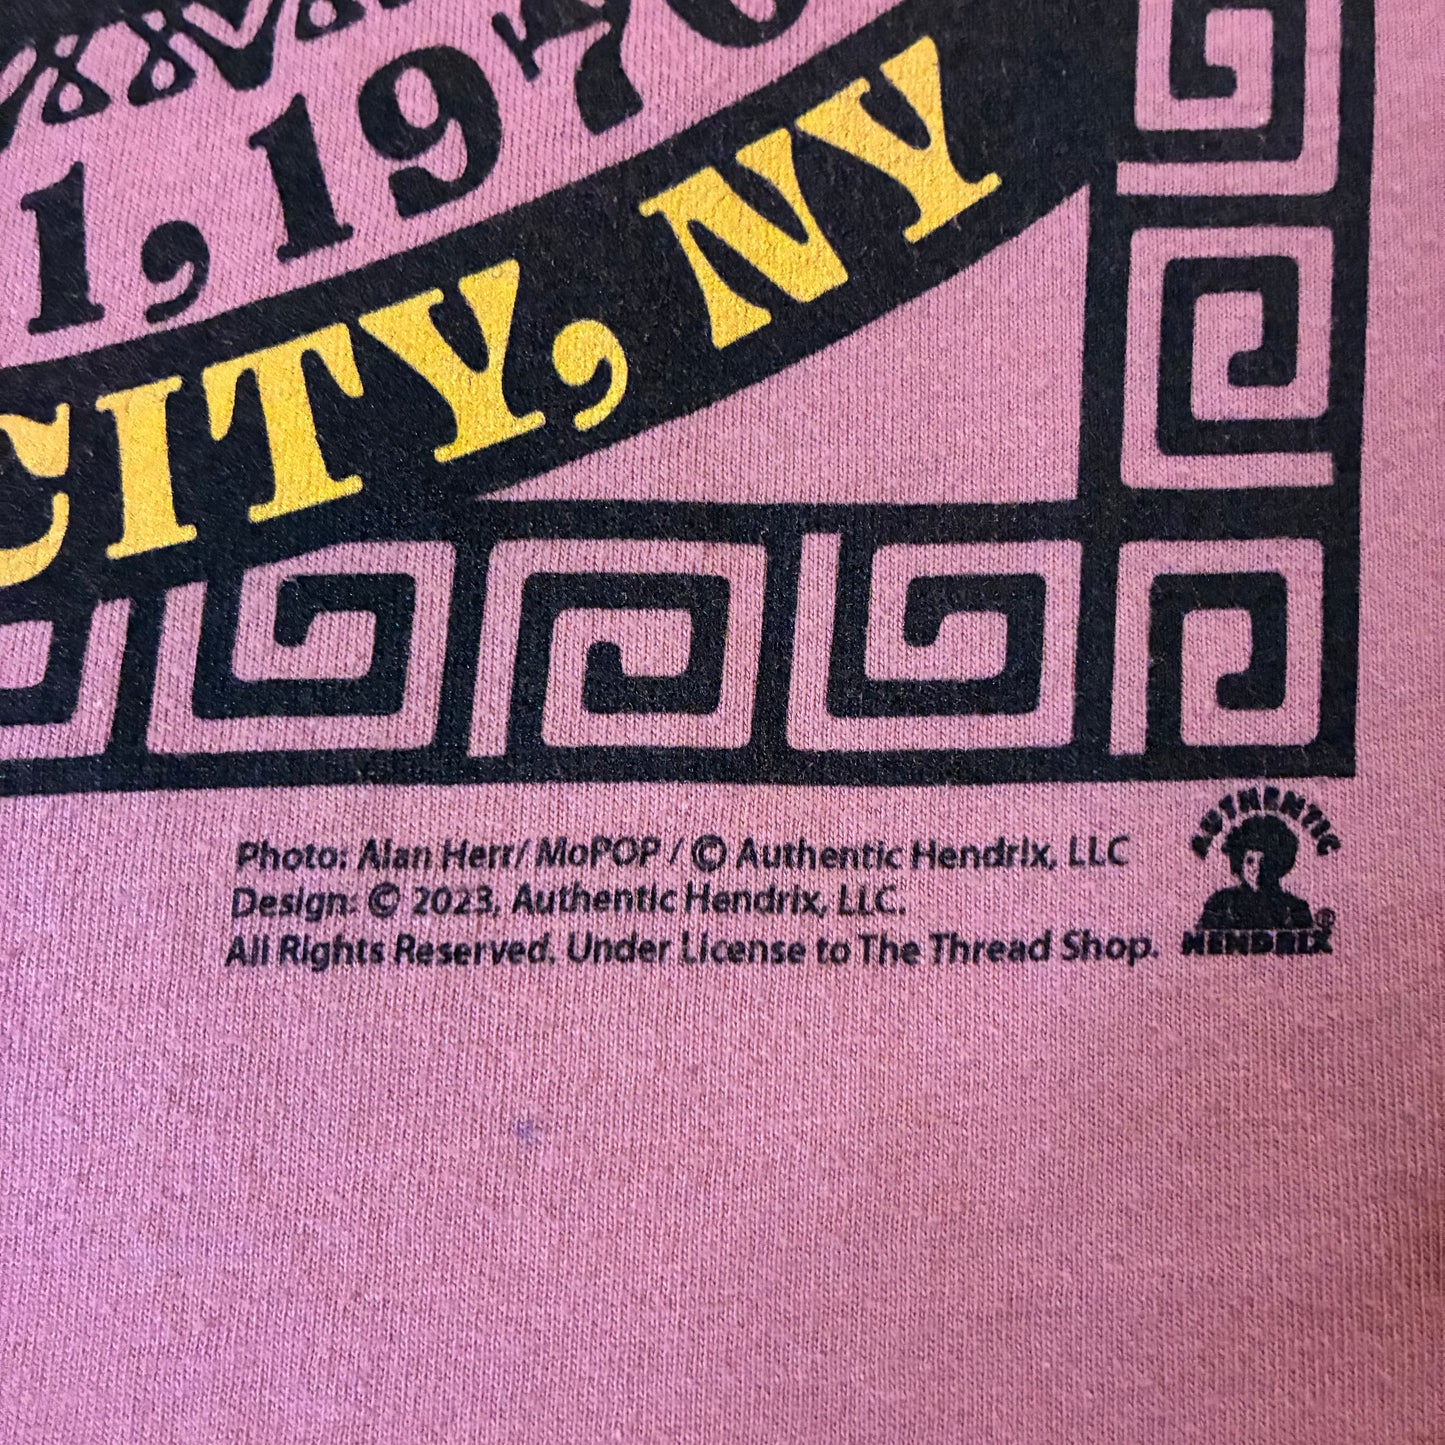 1, 1970
CITY, NY
Photo: Alan Herr/ MoPOP / © Authentic Hendrix, LLC
Design: © 2023, Authentic Hendrix, LLC.
All Rights Reserved. Under License to The Thread Shop.
AUTHENTIC
HENDRIX®